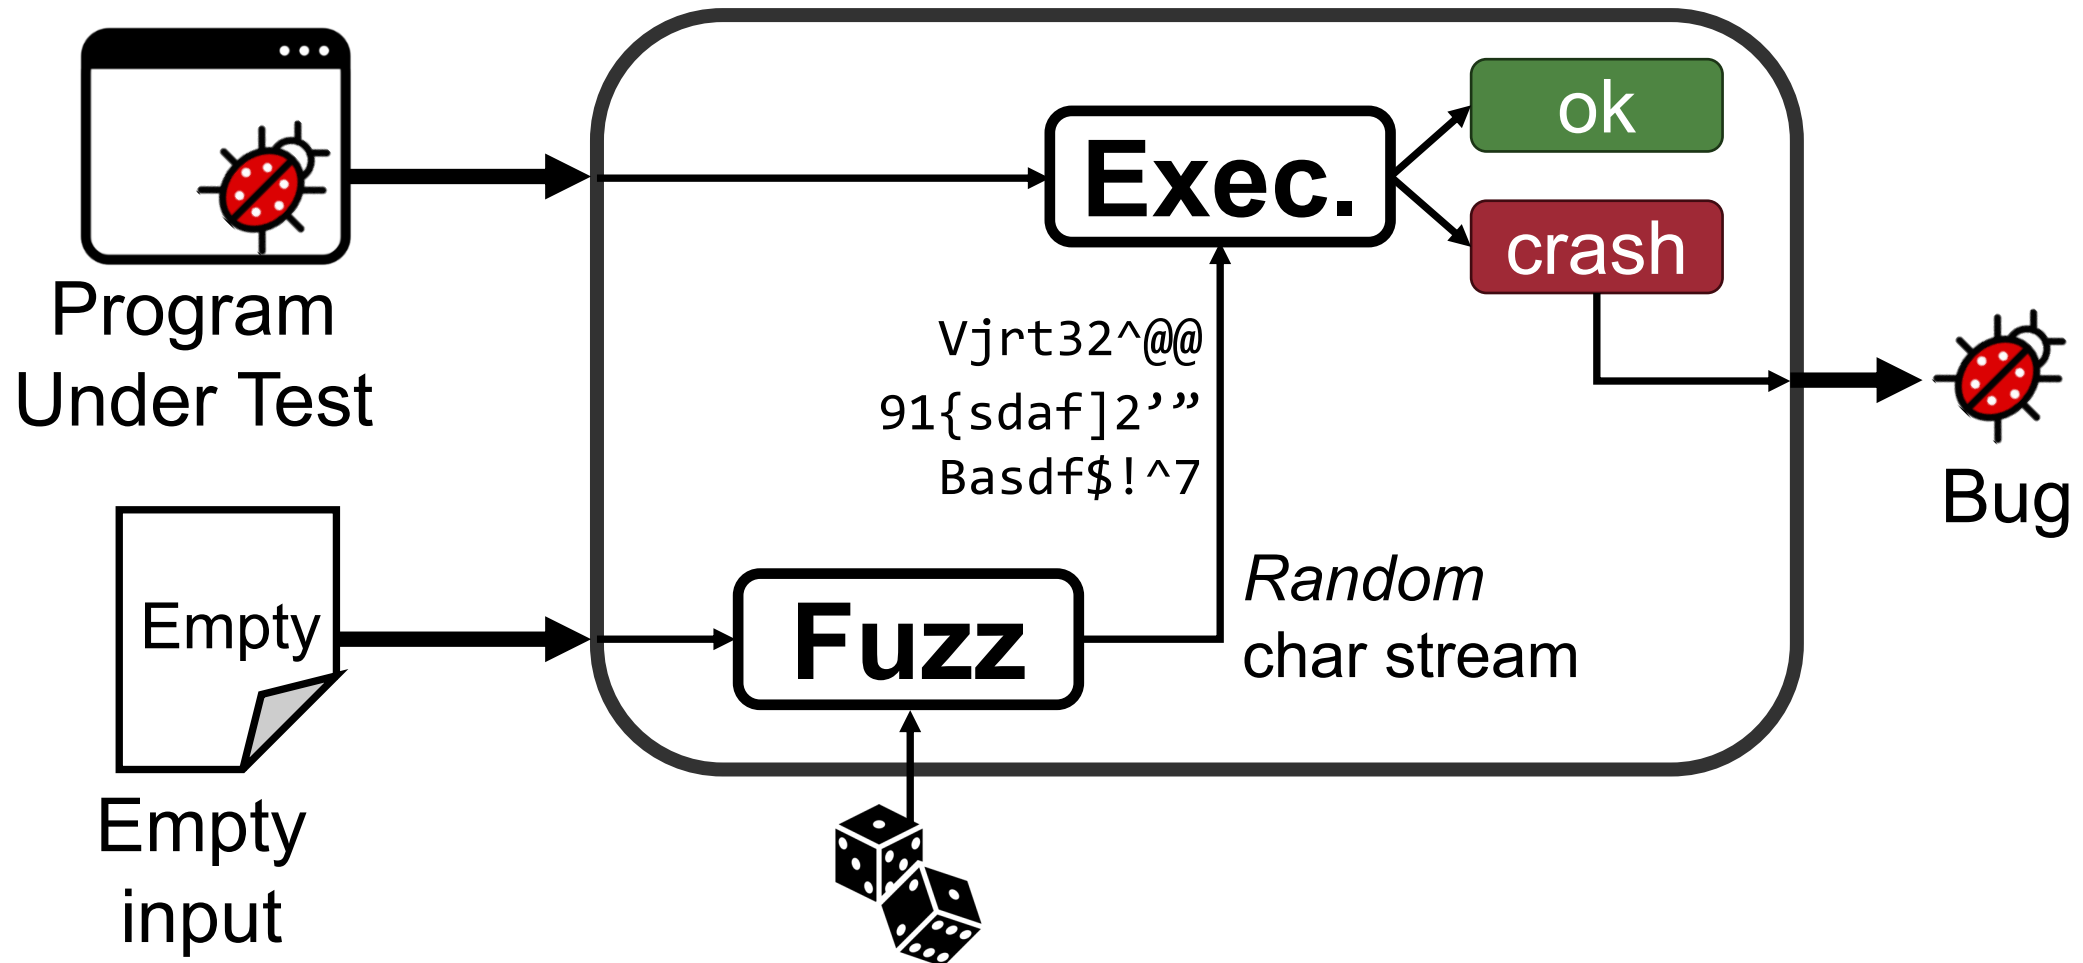 Program
Under Test
Empty
Empty
input
Exec.
ok
crash
Vjrt32^@@
91{sdaf]2’”
Basdf$!^7
Fuzz
Random
char stream
Bug